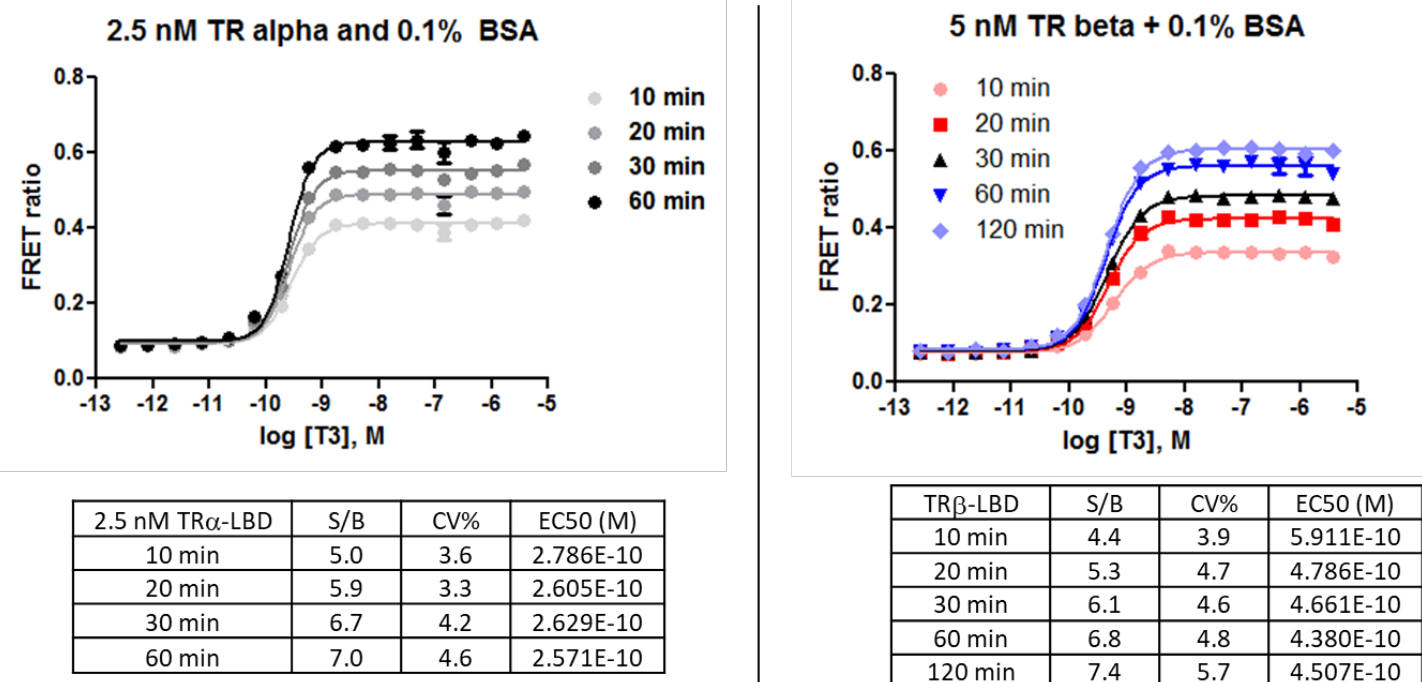 2.5 nM TR alpha and 0.1% BSA
0.8
0.6
0.4
0.2
0.0
FRET ratio
-13 -12 -11 -10 -9 -8 -7 -6 -5
log [T3], M
10 min
20 min
30 min
60 min
2.5 nM TRα-LBD S/B CV% EC50 (M)
10 min 5.0 3.6 2.786E-10
20 min 5.9 3.3 2.605E-10
30 min 6.7 4.2 2.629E-10
60 min 7.0 4.6 2.571E-10
5 nM TR beta + 0.1% BSA
0.8
0.6
0.4
0.2
0.0
FRET ratio
-13 -12 -11 -10 -9 -8 -7 -6 -5
log [T3], M
10 min
20 min
30 min
60 min
120 min
TRβ-LBD S/B CV% EC50 (M)
10 min 4.4 3.9 5.911E-10
20 min 5.3 4.7 4.786E-10
30 min 6.1 4.6 4.661E-10
60 min 6.8 4.8 4.380E-10
120 min 7.4 5.7 4.507E-10